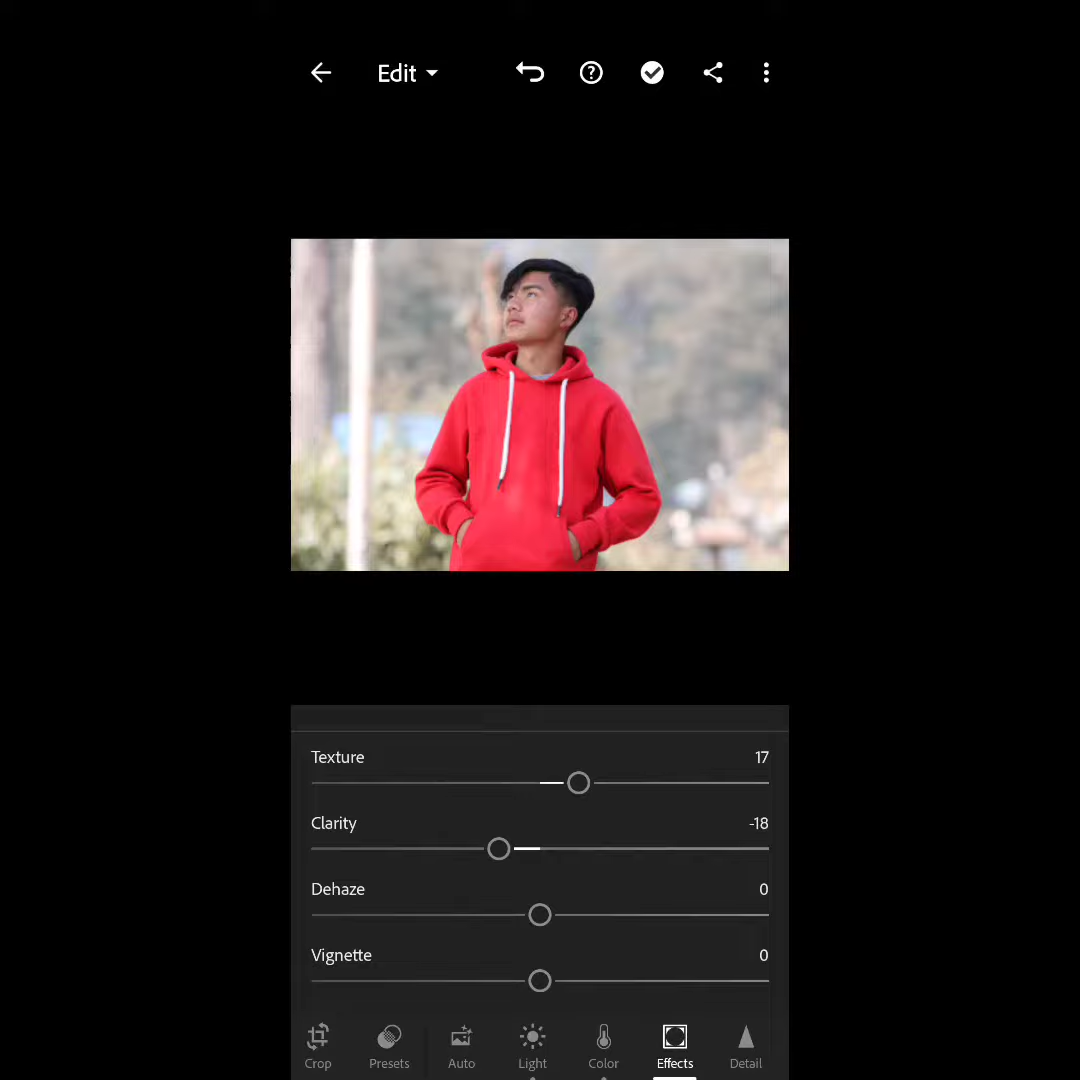 Edit
Texture 17
Clarity -18
Dehaze 0
Vignette 0
Crop Presets Auto Light Color Effects Detail